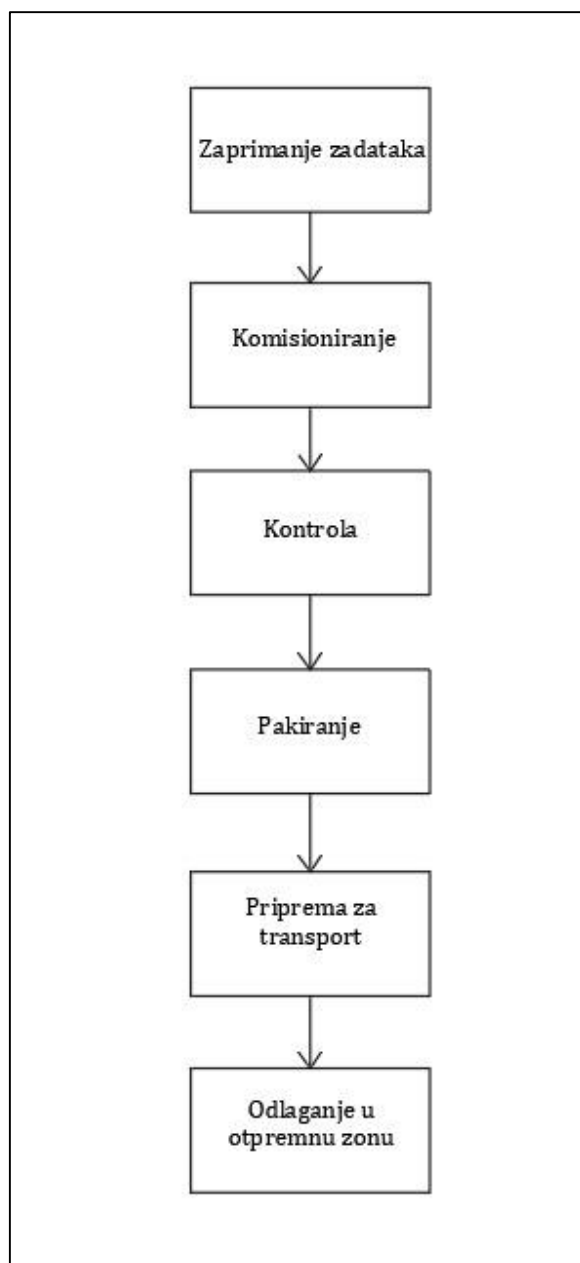 Zaprimanje zadataka
Komisioniranje
Kontrola
Pakiranje
Priprema za
transport
Odlaganje u
otpremnu zonu